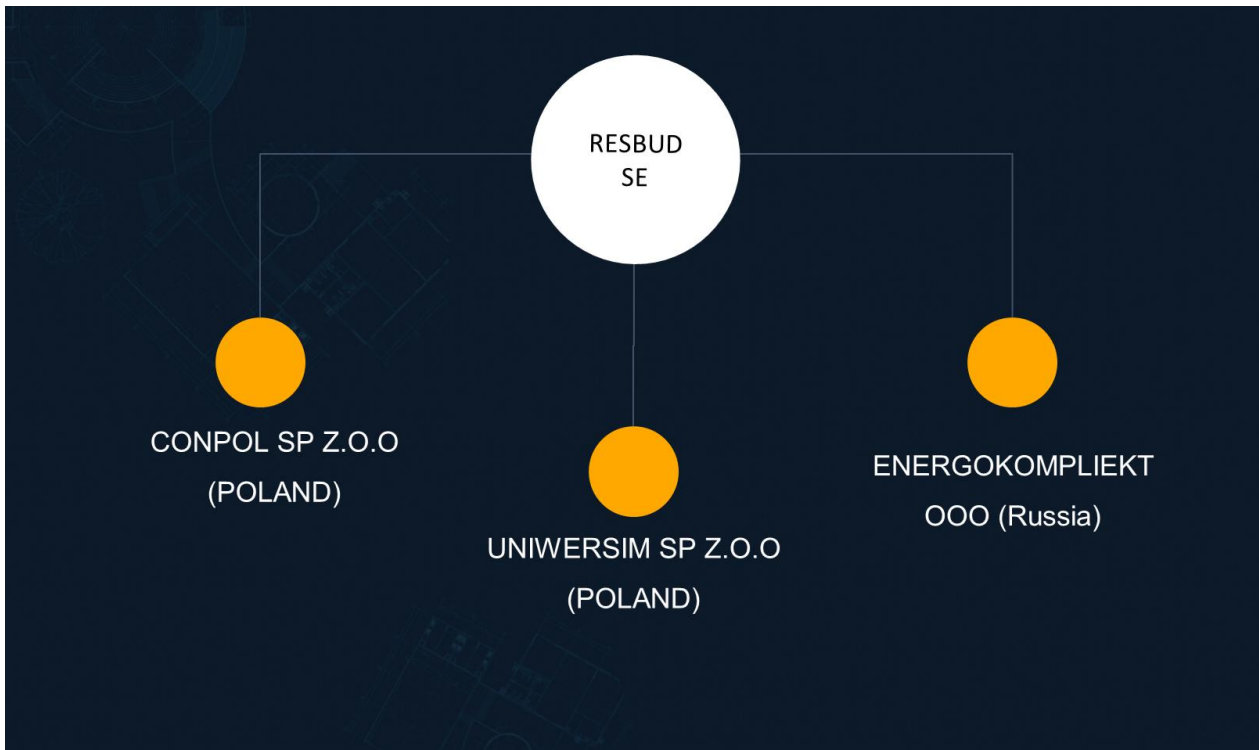 RESBUD
SE
CONPOL SP Z.O.O
(POLAND)
UNIWERSIM SP Z.O.O
(POLAND)
ENERGOKOMPLIEKT
OOO (Russia)